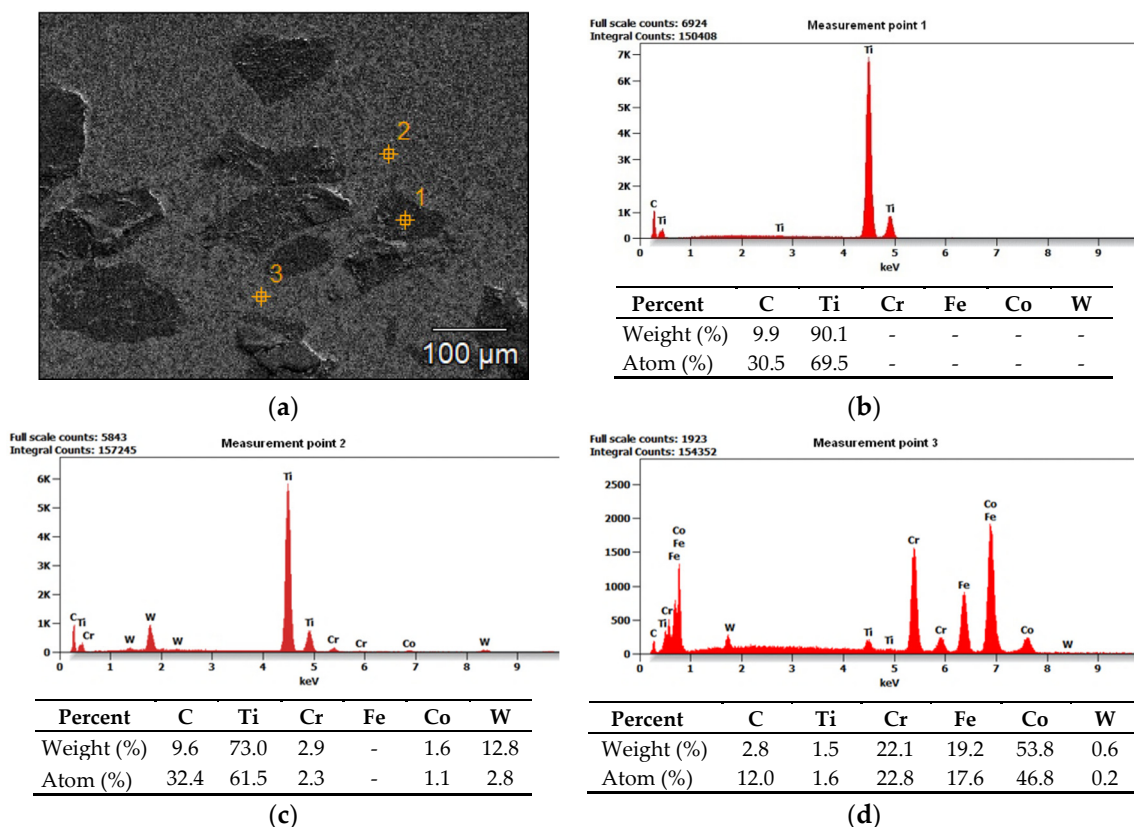 2
1
3
100 µm
(a)
Full scale counts: 6924
Integral Counts: 150408
Measurement point 1
7K
6K
5K
4K
3K
2K
1K
0
C
Ti
Ti
Ti
Ti
0 1 2 3 4 5 6 7 8 9
keV
Percent C Ti Cr Fe Co W
Weight (%) 9.9 90.1 - - - -
Atom (%) 30.5 69.5 - - - -
(b)
Full scale counts: 5843
Integral Counts: 157245
Measurement point 2
6K
5K
4K
3K
2K
1K
0
C
Ti
Cr
W
W
W
Ti
Ti
Cr
Cr
Co
W
0 1 2 3 4 5 6 7 8 9
keV
Percent C Ti Cr Fe Co W
Weight (%) 9.6 73.0 2.9 - 1.6 12.8
Atom (%) 32.4 61.5 2.3 - 1.1 2.8
(c)
Full scale counts: 1923
Integral Counts: 154352
Measurement point 3
2500
2000
1500
1000
500
0
C
Ti
Cr
Fe
Fe
Co
W
Ti
Ti
Cr
Cr
Fe
Co
Fe
Co
W
0 1 2 3 4 5 6 7 8 9
keV
Percent C Ti Cr Fe Co W
Weight (%) 2.8 1.5 22.1 19.2 53.8 0.6
Atom (%) 12.0 1.6 22.8 17.6 46.8 0.2
(d)